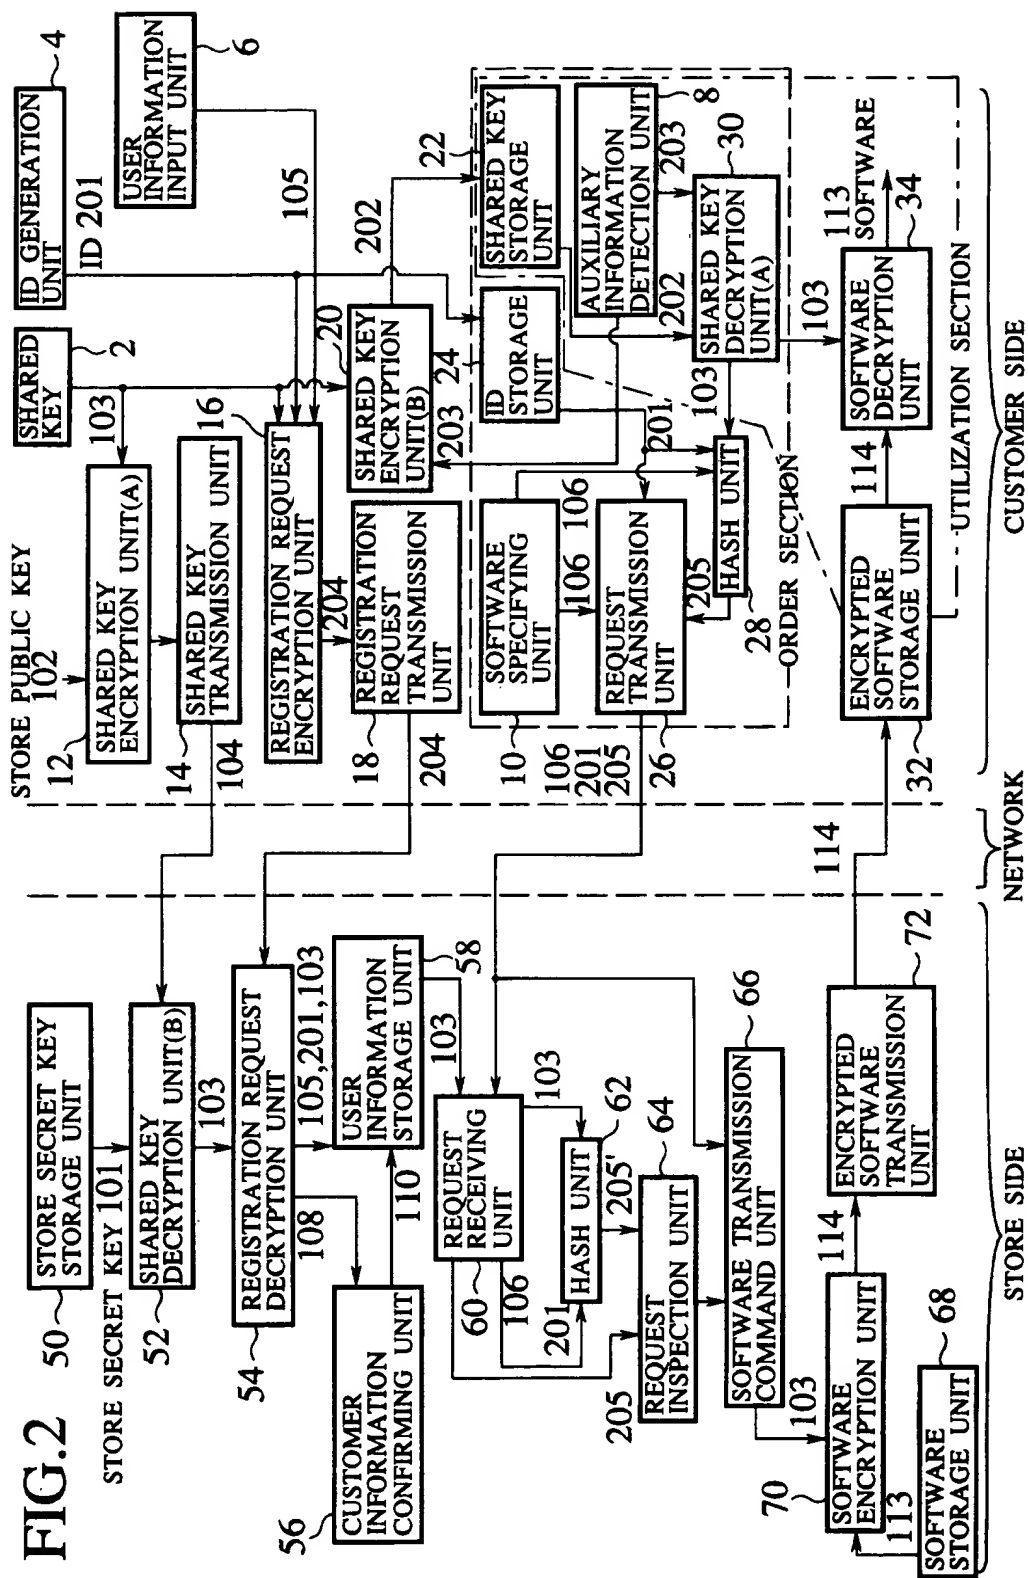 FIG.2
STORE SECRET KEY
STORAGE UNIT
50
STORE SECRET KEY 101
SHARED KEY
DECRYPTION UNIT(B)
52
103
REGISTRATION REQUEST
DECRYPTION UNIT
54
108
105,201,103
CUSTOMER
INFORMATION
CONFIRMING UNIT
56
110
USER
INFORMATION
STORAGE UNIT
58
103
REQUEST
RECEIVING
UNIT
60
106
103
201
HASH UNIT
62
205'
205
REQUEST
INSPECTION UNIT
64
SOFTWARE TRANSMISSION
COMMAND UNIT
66
103
SOFTWARE
ENCRYPTION UNIT
70
113
SOFTWARE
STORAGE UNIT
68
114
ENCRYPTED
SOFTWARE
TRANSMISSION
UNIT
72
STORE SIDE
114
NETWORK
STORE PUBLIC KEY
102
12
SHARED KEY
ENCRYPTION UNIT(A)
103
SHARED
KEY
2
ID GENERATION
UNIT
4
ID 201
USER
INFORMATION
INPUT UNIT
6
105
14
SHARED KEY
TRANSMISSION UNIT
104
16
REGISTRATION REQUEST
ENCRYPTION UNIT
204
18
REGISTRATION
REQUEST
TRANSMISSION
UNIT
204
20
SHARED KEY
ENCRYPTION
UNIT(B)
203
202
22
SHARED KEY
STORAGE
UNIT
24
ID
STORAGE
UNIT
AUXILIARY
INFORMATION
DETECTION UNIT
8
203
202
SHARED KEY
DECRYPTION
UNIT(A)
30
103
103
SOFTWARE
SPECIFYING
UNIT
10
106
106
201
REQUEST
TRANSMISSION
UNIT
26
106
201
205
205
HASH UNIT
28
ORDER SECTION
ENCRYPTED
SOFTWARE
STORAGE UNIT
32
114
SOFTWARE
DECRYPTION
UNIT
34
113
SOFTWARE
UTILIZATION SECTION
CUSTOMER SIDE